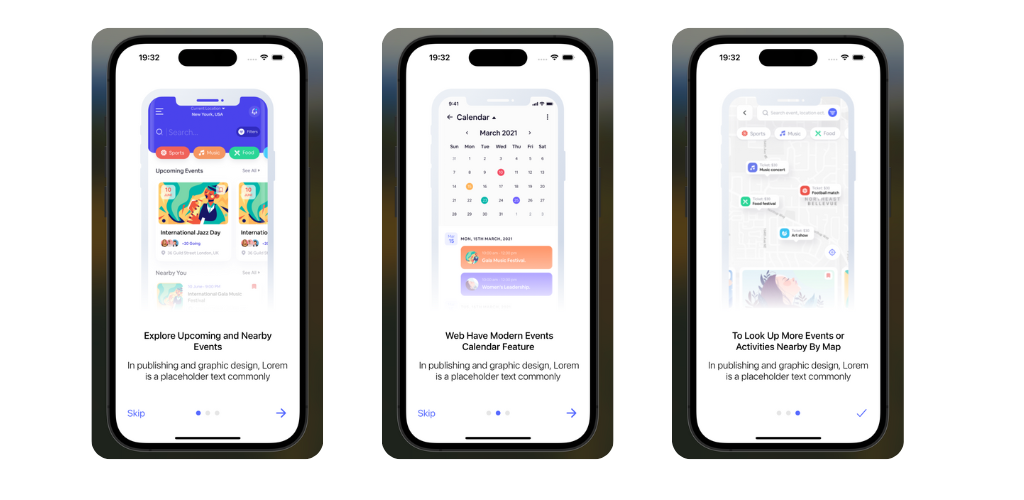 19:32
Current Location
New Yourk, USA
Search...
Filters
Sports
Music
Food
Upcoming Events
See All
10
JUNE
International Jazz Day
+20 Going
36 Guild Street London, UK
Nearby You
See All
International Gala Music
Festival
Explore Upcoming and Nearby
Events
In publishing and graphic design, Lorem
is a placeholder text commonly
Skip
19:32
9:41
Calendar
March 2021
Sun Mon Tue Wed Thu Fri Sat
31 1 2 3 4 5 6
7 8 9 10 11 12 13
14 15 16 17 18 19 20
21 22 23 24 25 26 27
28 29 30 31 1 2 3
15
MON, 15TH MARCH, 2021
Gala Music Festival
Women's Leadership
Web Have Modern Events
Calendar Feature
In publishing and graphic design, Lorem
is a placeholder text commonly
Skip
19:32
Sports
Music
Food
Music concert
Football match
Food festival
NORTHEAST
BELLEVUE
Art show
To Look Up More Events or
Activities Nearby By Map
In publishing and graphic design, Lorem
is a placeholder text commonly